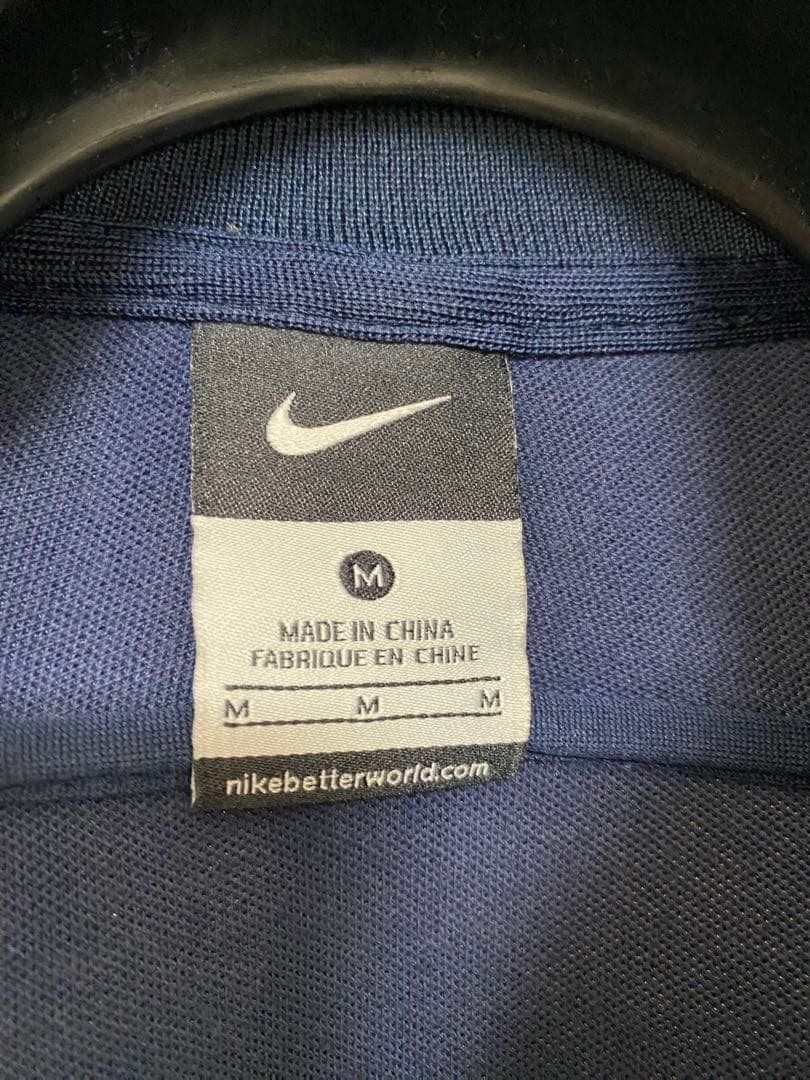 M
MADE IN CHINA
FABRIQUE EN CHINE
M M M
nikebetterworld.com